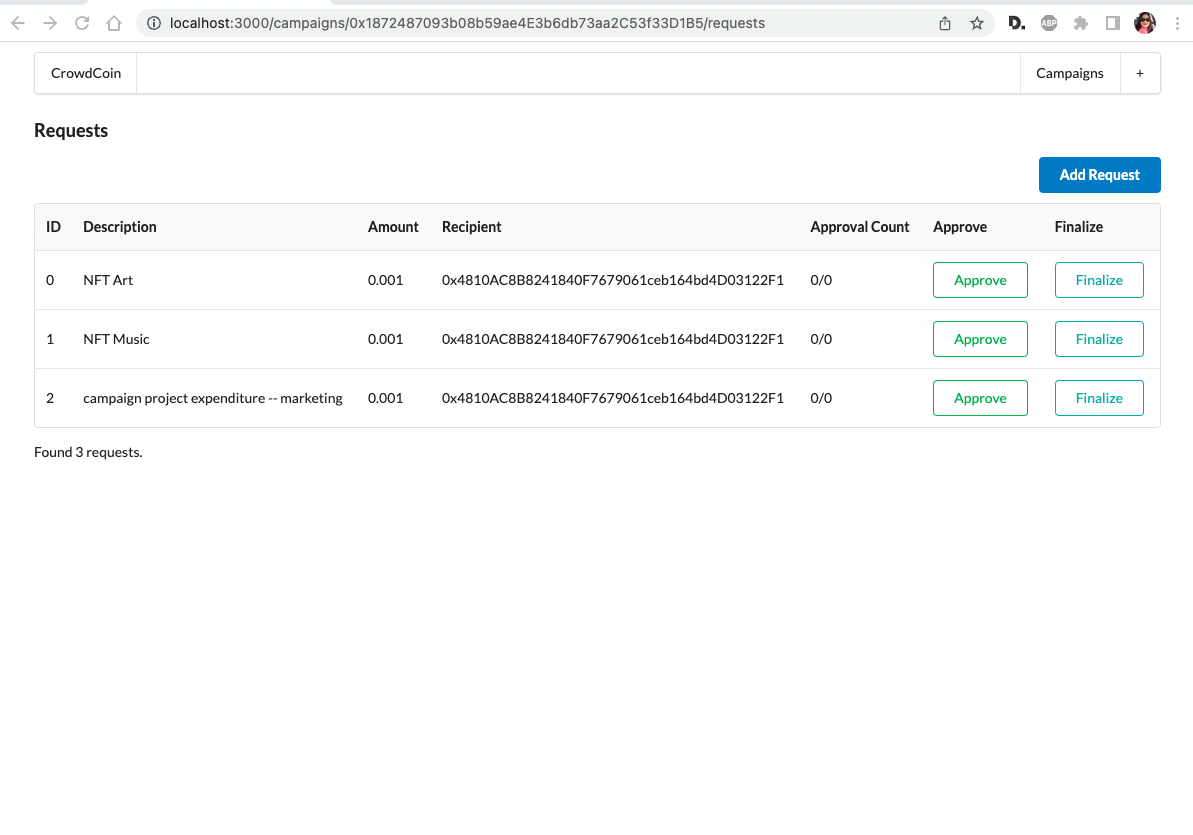 localhost:3000/campaigns/0x1872487093b08b59ae4E3b6db73aa2C53f33D1B5/requests D. ABP
CrowdCoin Campaigns +
Requests
Add Request
ID Description Amount Recipient Approval Count Approve Finalize
0 NFT Art 0.001 0x4810AC8B8241840F7679061ceb164bd4D03122F1 0/0 Approve Finalize
1 NFT Music 0.001 0x4810AC8B8241840F7679061ceb164bd4D03122F1 0/0 Approve Finalize
2 campaign project expenditure -- marketing 0.001 0x4810AC8B8241840F7679061ceb164bd4D03122F1 0/0 Approve Finalize
Found 3 requests.